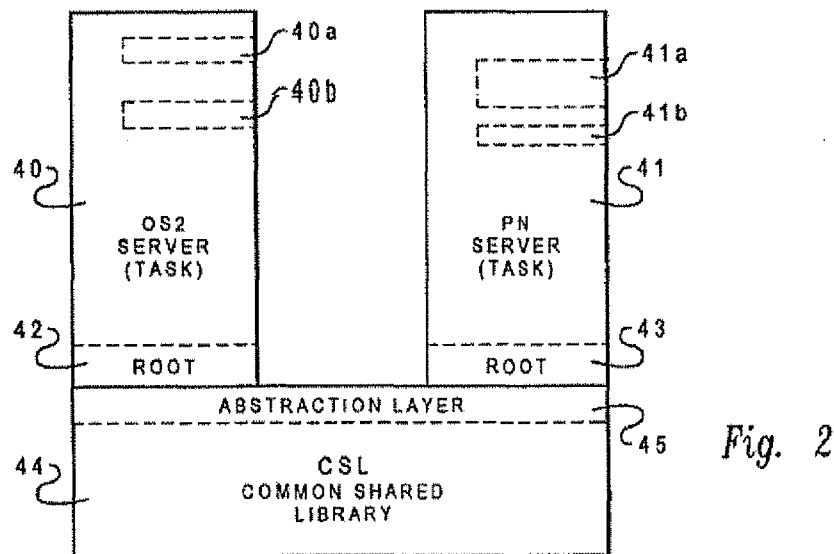 40a
40b
41a
41b
40
41
OS2
SERVER
(TASK)
PN
SERVER
(TASK)
42
43
ROOT
ROOT
ABSTRACTION LAYER
45
44
CSL
COMMON SHARED
LIBRARY
Fig. 2